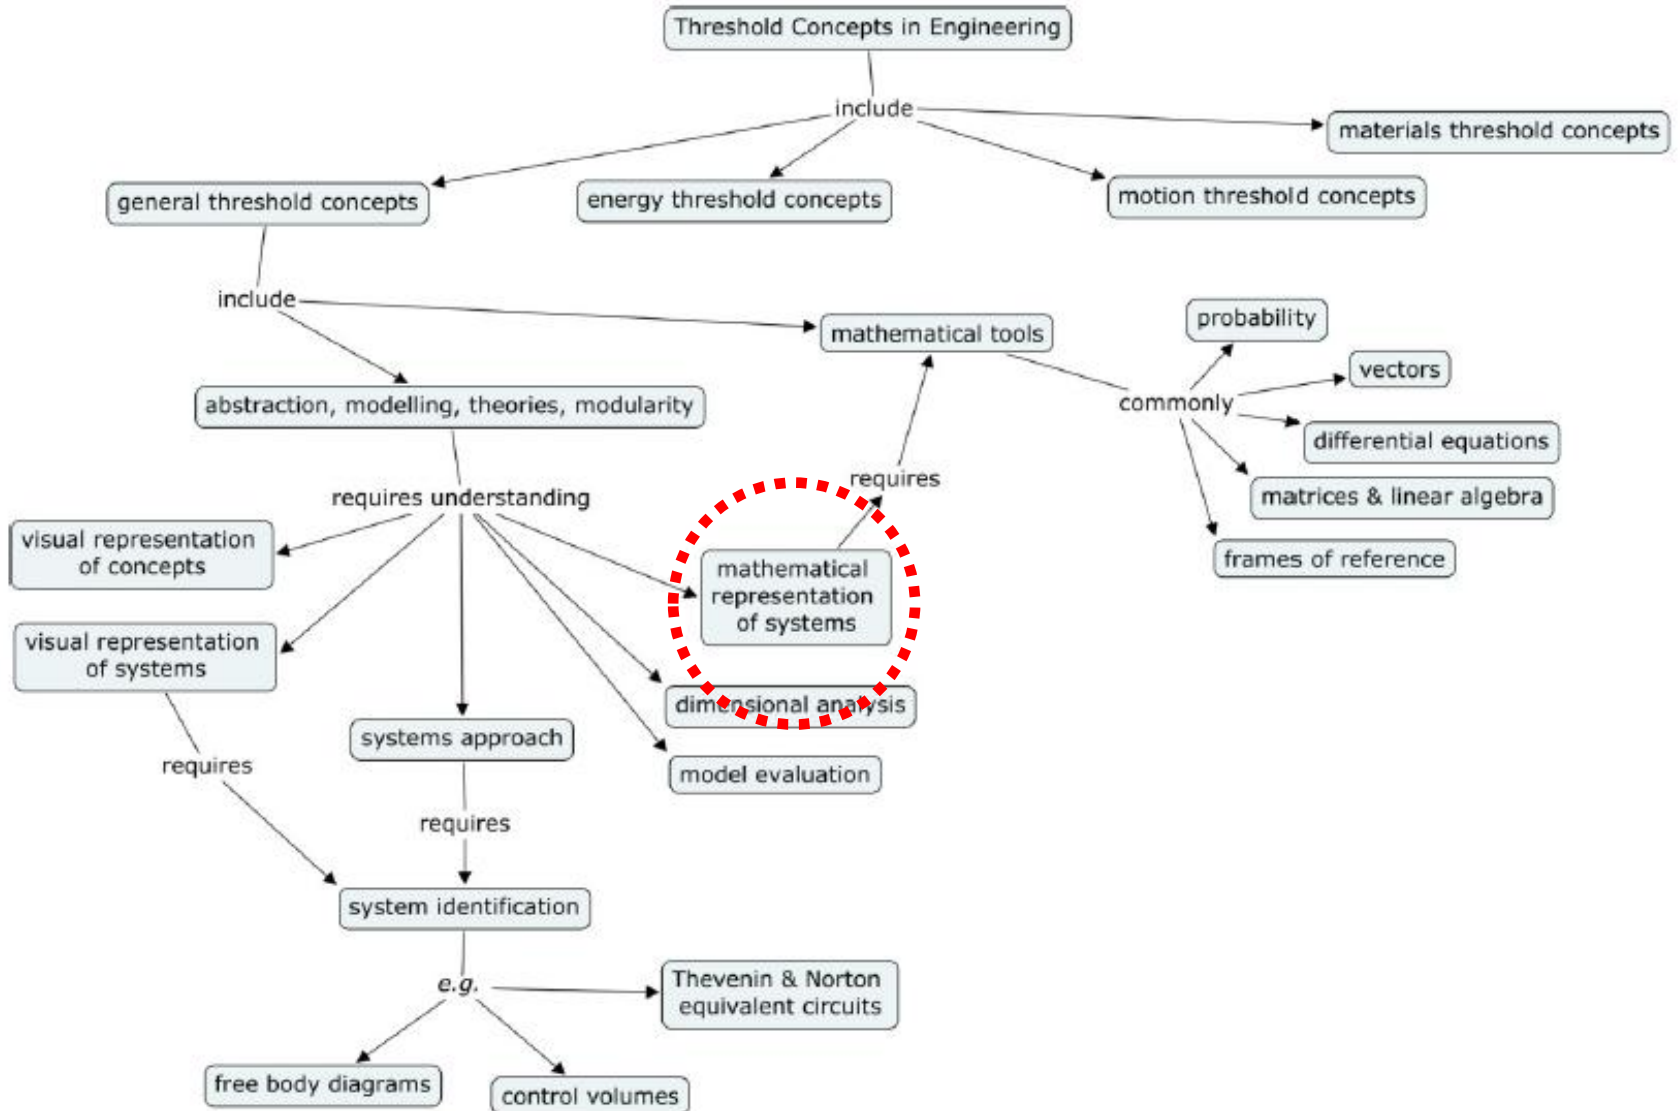 Threshold Concepts in Engineering
include
materials threshold concepts
general threshold concepts
energy threshold concepts
motion threshold concepts
include
mathematical tools
probability
vectors
commonly
differential equations
matrices & linear algebra
frames of reference
abstraction, modelling, theories, modularity
requires understanding
requires
visual representation
of concepts
mathematical
representation
of systems
visual representation
of systems
dimensional analysis
systems approach
model evaluation
requires
requires
system identification
e.g.
Thevenin & Norton
equivalent circuits
free body diagrams
control volumes